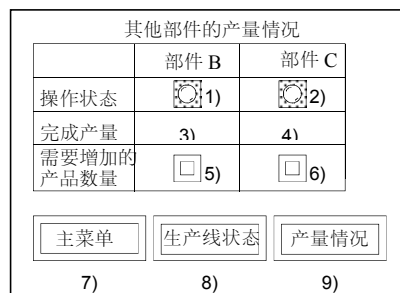 其他部件的产量情况
部件 B 部件 C
操作状态 1) 2)
完成产量 3) 4)
需要增加的
产品数量 5) 6)
主菜单 生产线状态 产量情况
7) 8) 9)